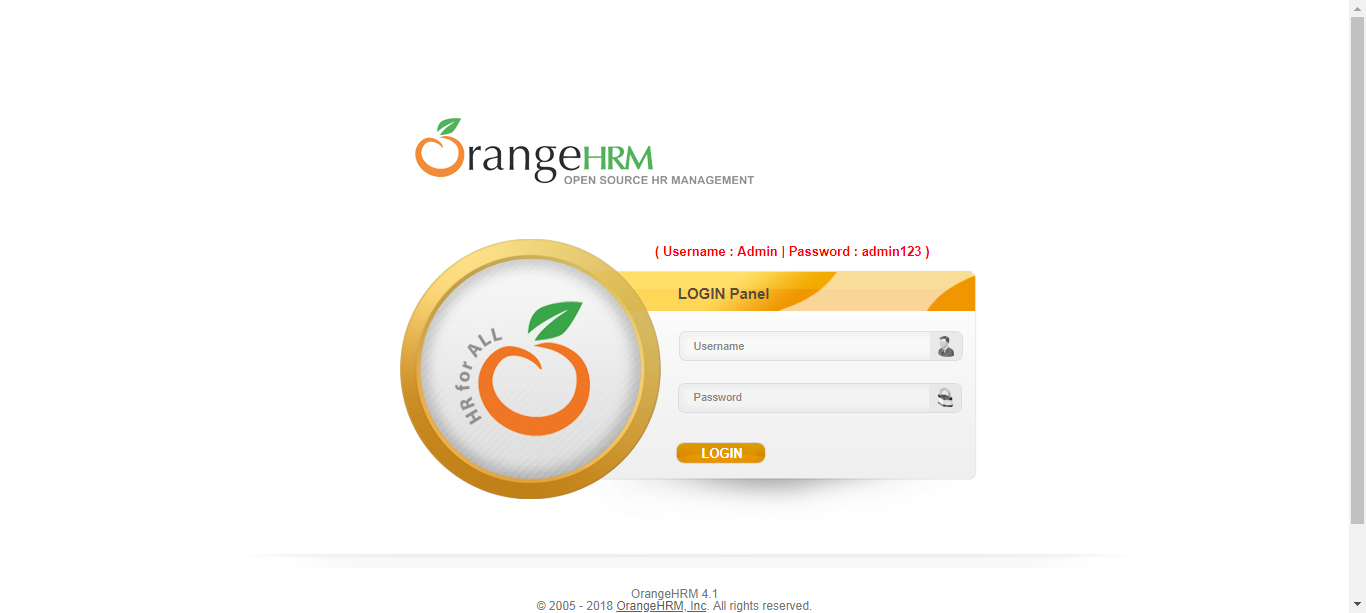 OrangeHRM
OPEN SOURCE HR MANAGEMENT
( Username : Admin | Password : admin123 )
HR for ALL
LOGIN Panel
Username
Password
LOGIN
OrangeHRM 4.1
© 2005 - 2018 OrangeHRM, Inc. All rights reserved.